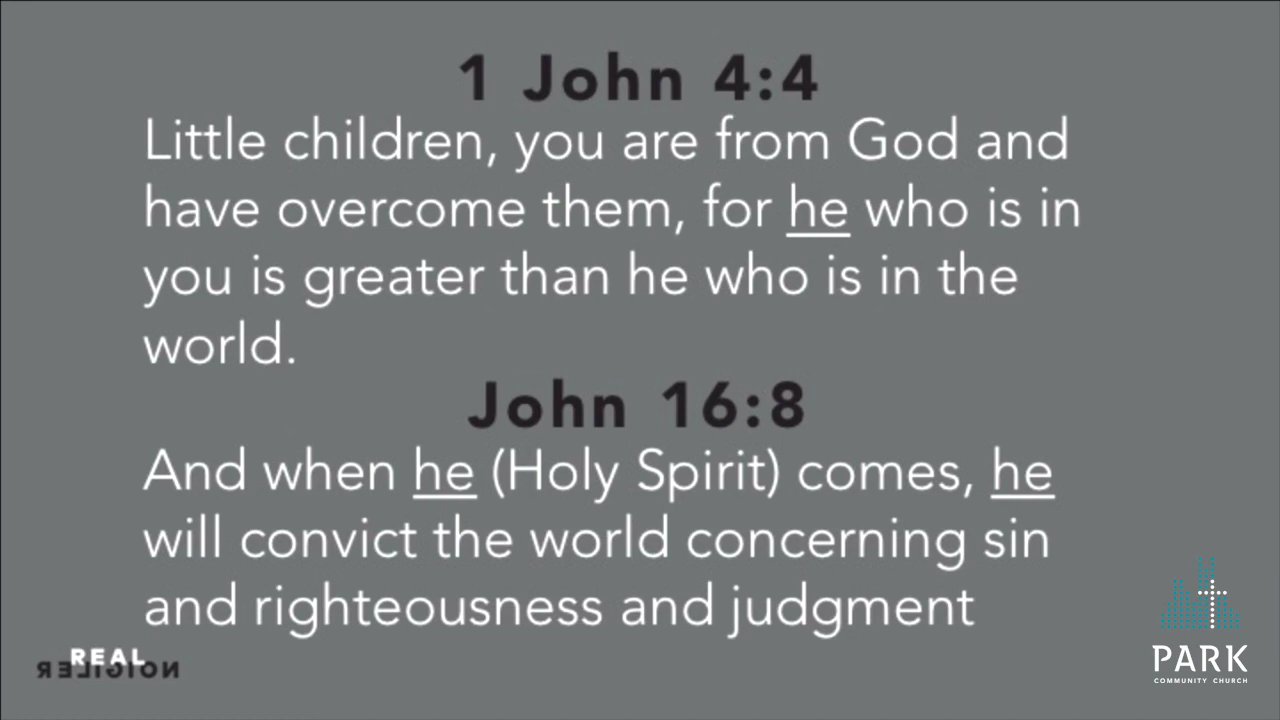 1 John 4:4
Little children, you are from God and
have overcome them, for he who is in
you is greater than he who is in the
world.
John 16:8
And when he (Holy Spirit) comes, he
will convict the world concerning sin
and righteousness and judgment
REAL
RELIGION
PARK
COMMUNITY CHURCH